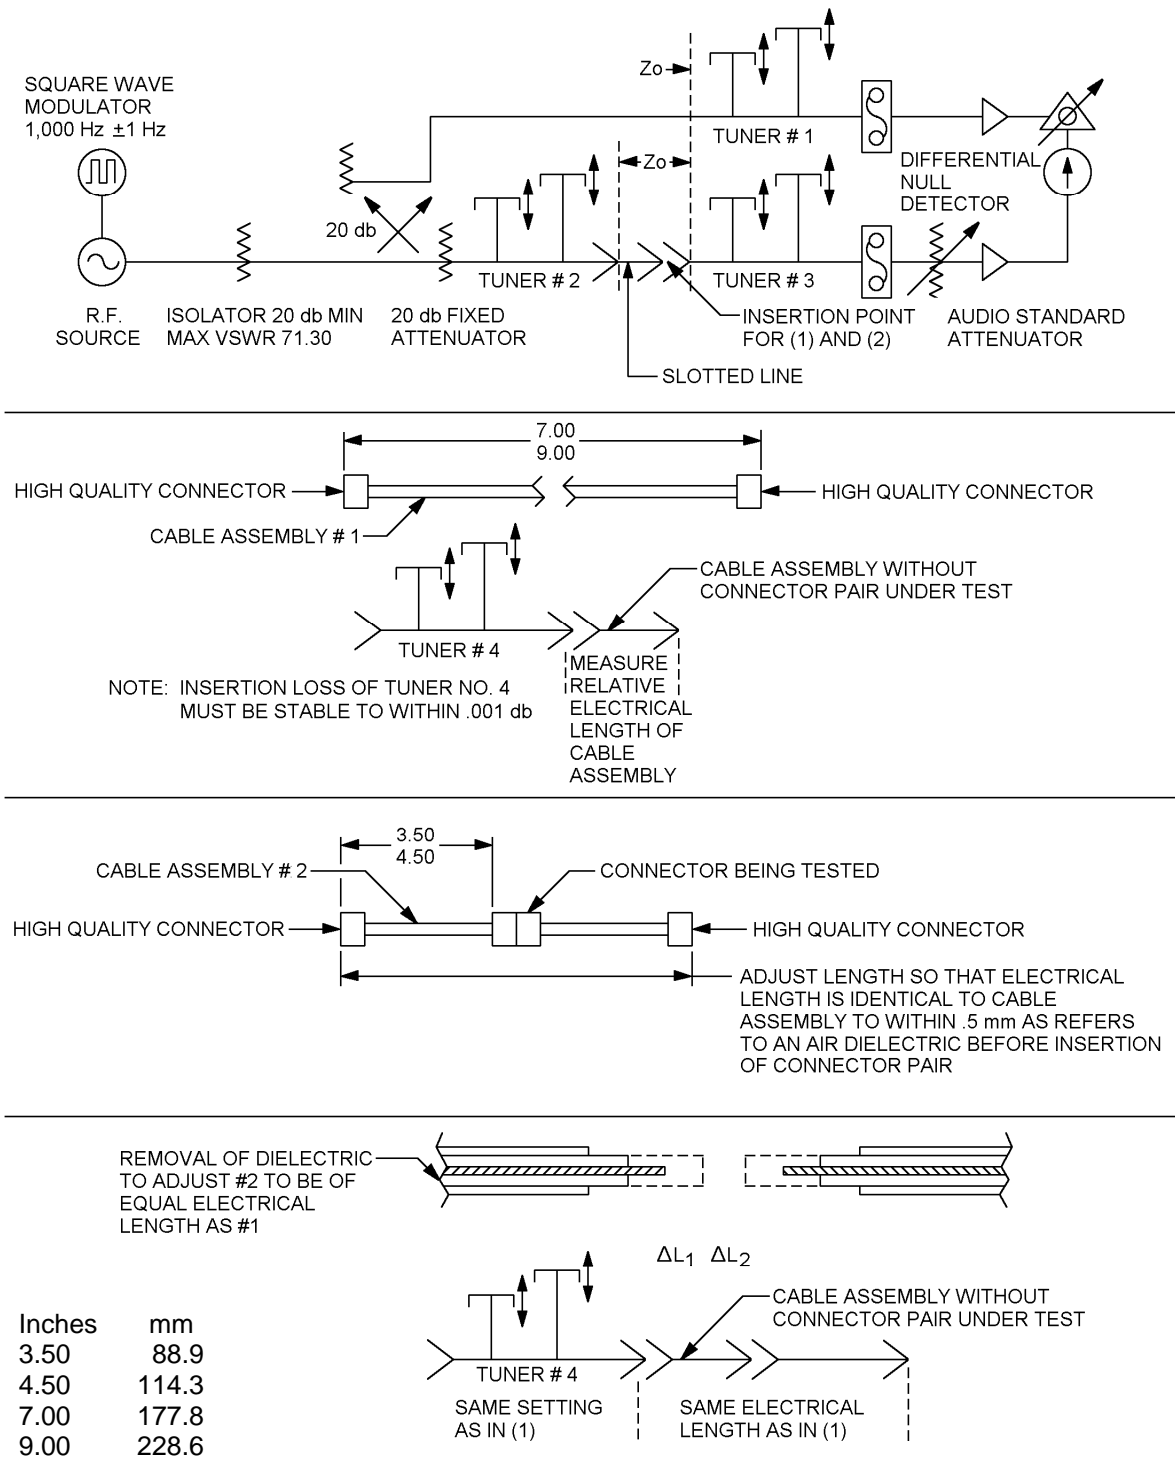 SQUARE WAVE
MODULATOR
1,000 Hz ±1 Hz
Zo
TUNER # 1
Zo
DIFFERENTIAL
NULL
DETECTOR
20 db
TUNER # 2
TUNER # 3
R.F.
SOURCE
ISOLATOR 20 db MIN
MAX VSWR 71.30
20 db FIXED
ATTENUATOR
INSERTION POINT
FOR (1) AND (2)
AUDIO STANDARD
ATTENUATOR
SLOTTED LINE
7.00
9.00
HIGH QUALITY CONNECTOR
HIGH QUALITY CONNECTOR
CABLE ASSEMBLY # 1
CABLE ASSEMBLY WITHOUT
CONNECTOR PAIR UNDER TEST
TUNER # 4
NOTE: INSERTION LOSS OF TUNER NO. 4
MUST BE STABLE TO WITHIN .001 db
MEASURE
RELATIVE
ELECTRICAL
LENGTH OF
CABLE
ASSEMBLY
3.50
4.50
CABLE ASSEMBLY # 2
CONNECTOR BEING TESTED
HIGH QUALITY CONNECTOR
HIGH QUALITY CONNECTOR
ADJUST LENGTH SO THAT ELECTRICAL
LENGTH IS IDENTICAL TO CABLE
ASSEMBLY TO WITHIN .5 mm AS REFERS
TO AN AIR DIELECTRIC BEFORE INSERTION
OF CONNECTOR PAIR
REMOVAL OF DIELECTRIC
TO ADJUST #2 TO BE OF
EQUAL ELECTRICAL
LENGTH AS #1
ΔL1 ΔL2
CABLE ASSEMBLY WITHOUT
CONNECTOR PAIR UNDER TEST
TUNER # 4
SAME SETTING
AS IN (1)
SAME ELECTRICAL
LENGTH AS IN (1)
Inches mm
3.50 88.9
4.50 114.3
7.00 177.8
9.00 228.6